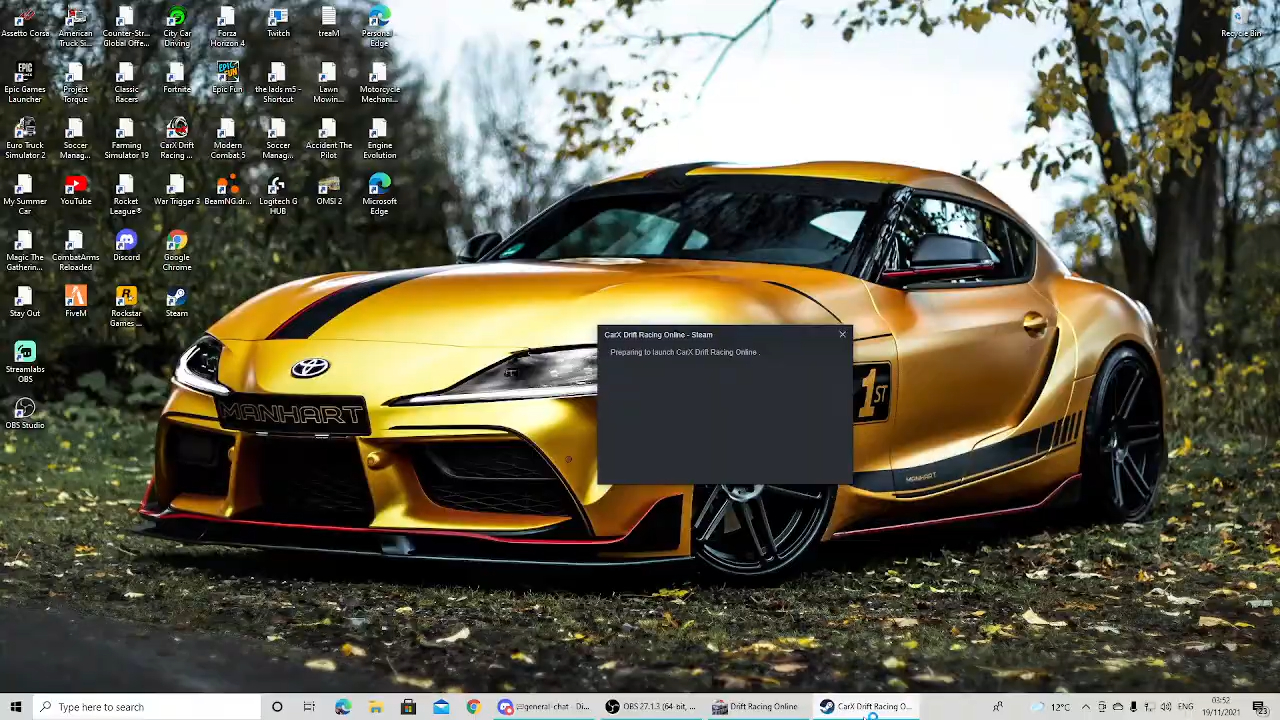 Assetto Corsa
American Truck Si...
Counter-Str... Global Offe...
City Car Driving
Forza Horizon 4
Twitch
treaM
Personal - Edge
Recycle Bin
EPIC GAMES
Epic Games Launcher
Project Torque
Classic Racers
Fortnite
EPIC FUN
Epic Fun
the lads m5 - Shortcut
Lawn Mowin...
Motorcycle Mechani...
Euro Truck Simulator 2
Soccer Manag...
Farming Simulator 19
CarX Drift Racing ...
Modern Combat 5
Soccer Manag...
Accident The Pilot
Engine Evolution
My Summer Car
YouTube
Rocket League®
War Trigger 3
BeamNG.dr...
Logitech G HUB
OMSI 2
Microsoft Edge
Magic The Gatherin...
CombatArms Reloaded
Discord
Google Chrome
Stay Out
FiveM
Rockstar Games ...
Steam
Streamlabs OBS
OBS Studio
CarX Drift Racing Online - Steam
Preparing to launch CarX Drift Racing Online .
MANHART
1ST
MANHART
Type here to search
#general-chat - Di...
OBS 27.1.3 (64-bit, ...
Drift Racing Online
CarX Drift Racing O...
12°C
ENG
03:52
19/11/2021
23